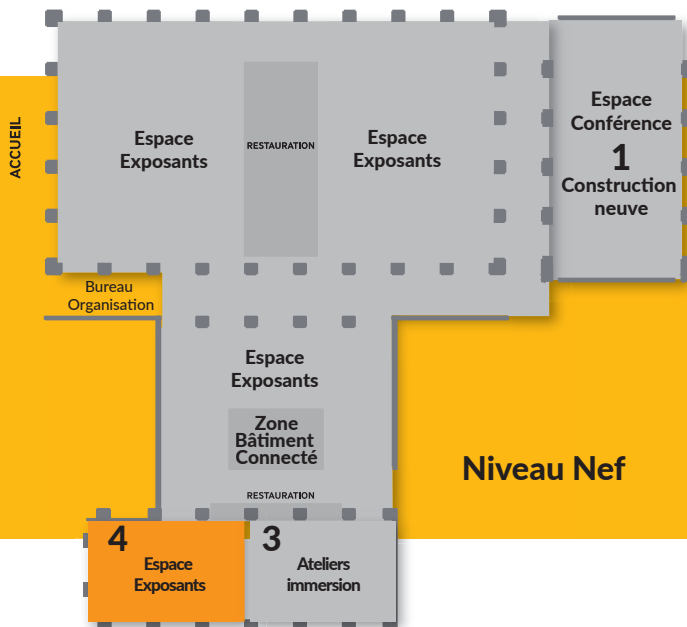 ACCUEIL
Espace
Exposants
RESTAURATION
Espace
Exposants
Espace
Conférence
1
Construction
neuve
Bureau
Organisation
Espace
Exposants
Zone
Bâtiment
Connecté
Niveau Nef
RESTAURATION
4
Espace
Exposants
3
Ateliers
immersion